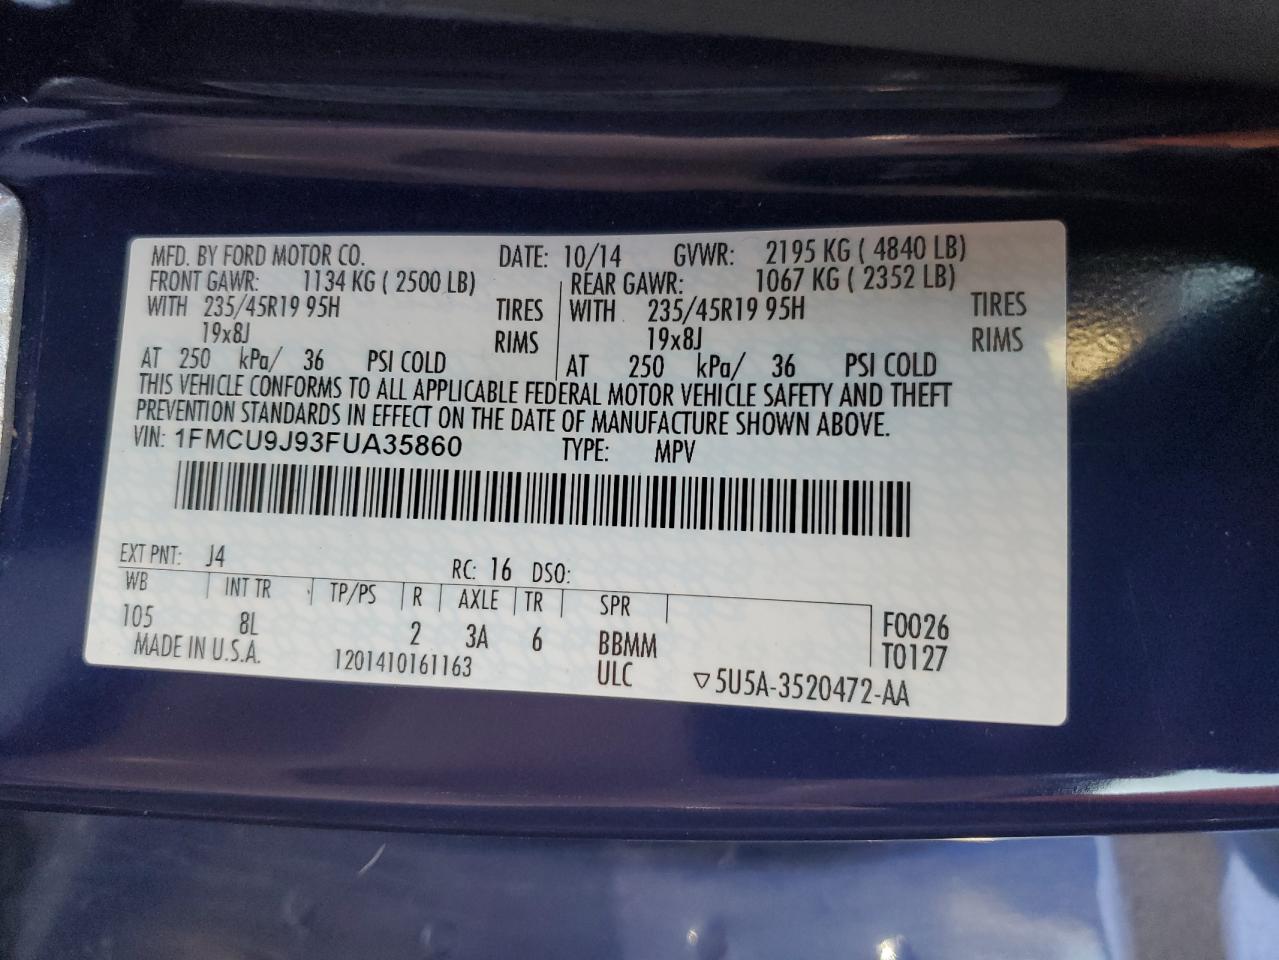 MFD. BY FORD MOTOR CO. DATE: 10/14 GVWR: 2195 KG ( 4840 LB)
FRONT GAWR: 1134 KG ( 2500 LB) REAR GAWR: 1067 KG ( 2352 LB)
WITH 235/45R19 95H TIRES WITH 235/45R19 95H TIRES
19x8J RIMS 19x8J RIMS
AT 250 kPa/ 36 PSI COLD AT 250 kPa/ 36 PSI COLD
THIS VEHICLE CONFORMS TO ALL APPLICABLE FEDERAL MOTOR VEHICLE SAFETY AND THEFT
PREVENTION STANDARDS IN EFFECT ON THE DATE OF MANUFACTURE SHOWN ABOVE.
VIN: 1FMCU9J93FUA35860 TYPE: MPV
EXT PNT: J4 RC: 16 DSO:
WB INT TR TP/PS R AXLE TR SPR
105 8L 2 3A 6 BBMM F0026
MADE IN U.S.A. 1201410161163 ULC T0127
▽5U5A-3520472-AA